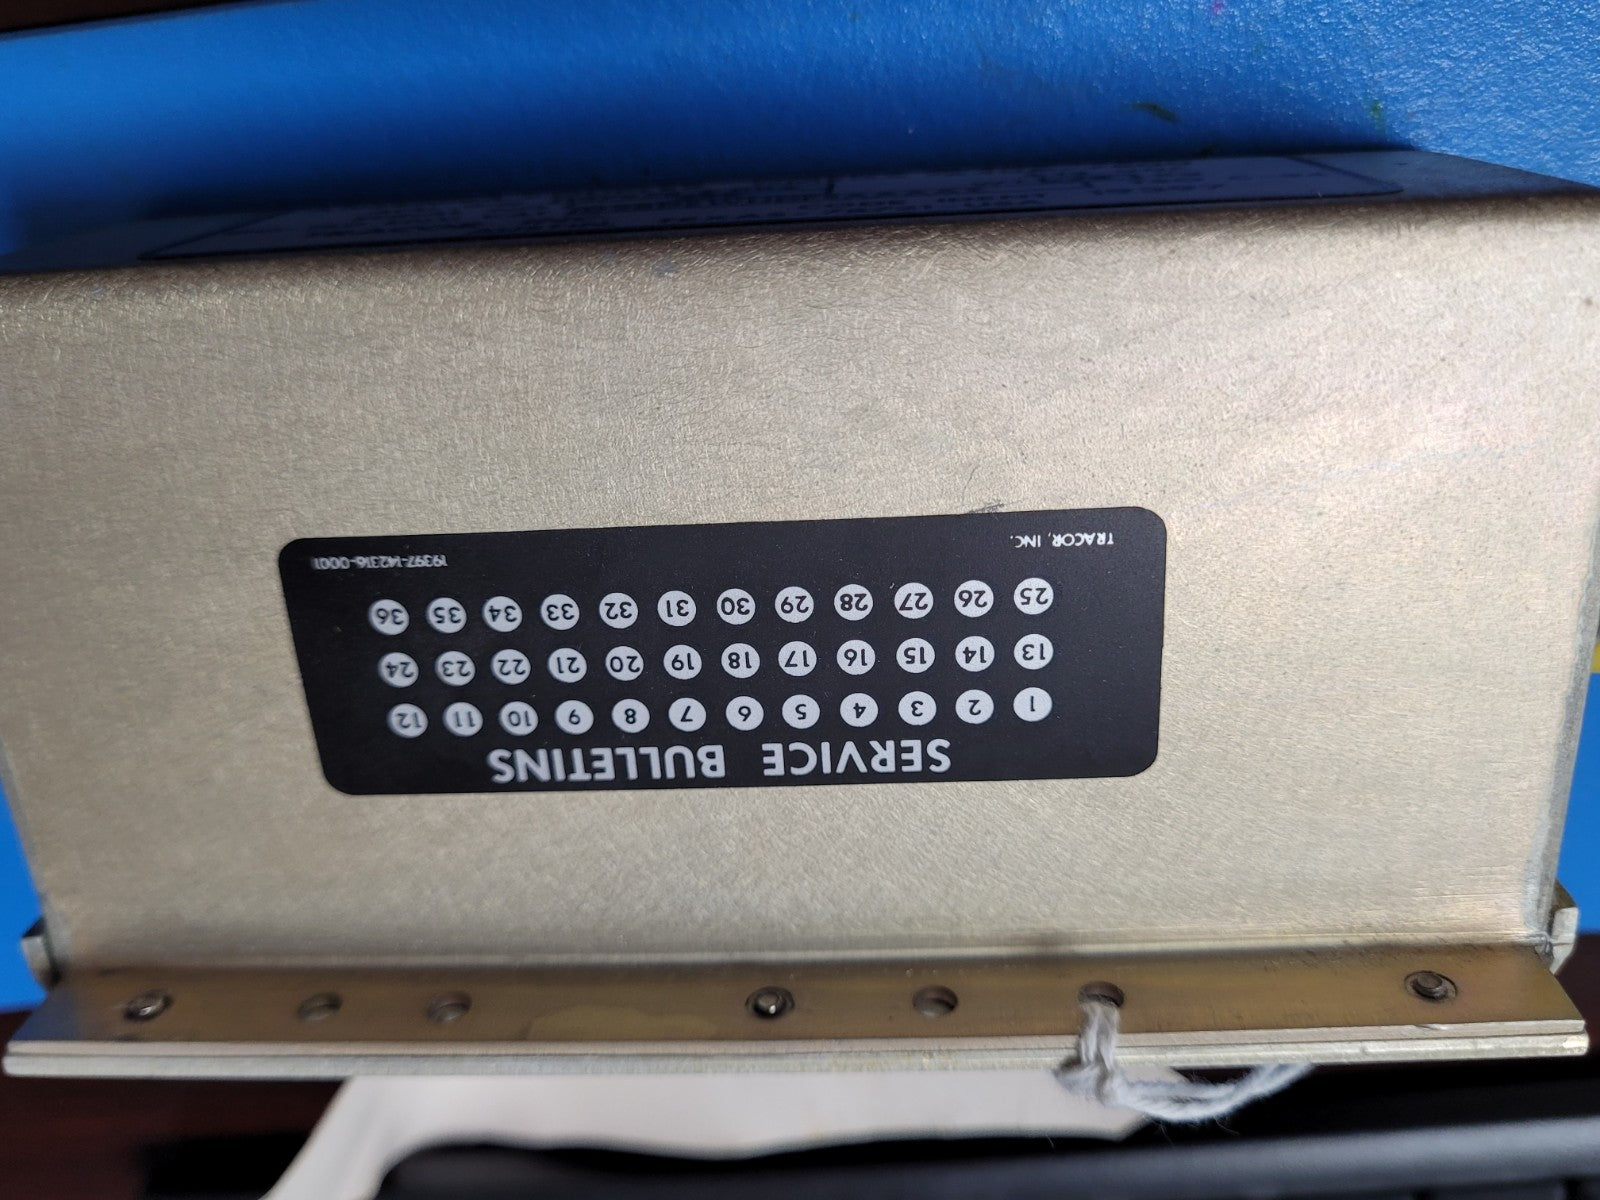 SERVICE BULLETINS
1 2 3 4 5 6 7 8 9 10 11 12
13 14 15 16 17 18 19 20 21 22 23 24
25 26 27 28 29 30 31 32 33 34 35 36
TRACOR, INC. 19397-142316-0001